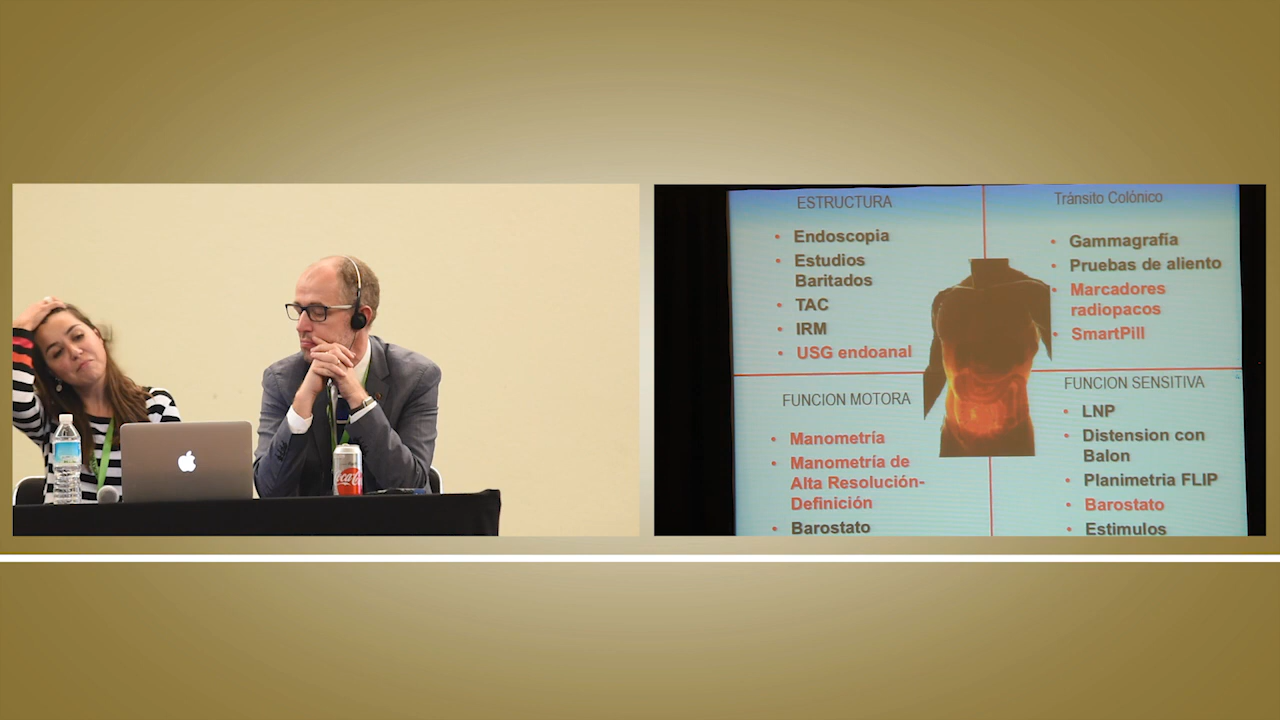 ESTRUCTURA
• Endoscopia
• Estudios
Baritados
• TAC
• IRM
• USG endoanal
Tránsito Colónico
• Gammagrafía
• Pruebas de aliento
• Marcadores
radiopacos
• SmartPill
FUNCION MOTORA
• Manometría
• Manometría de
Alta Resolución-
Definición
• Barostato
FUNCION SENSITIVA
• LNP
• Distension con
Balon
• Planimetria FLIP
• Barostato
• Estimulos
Coca-Cola